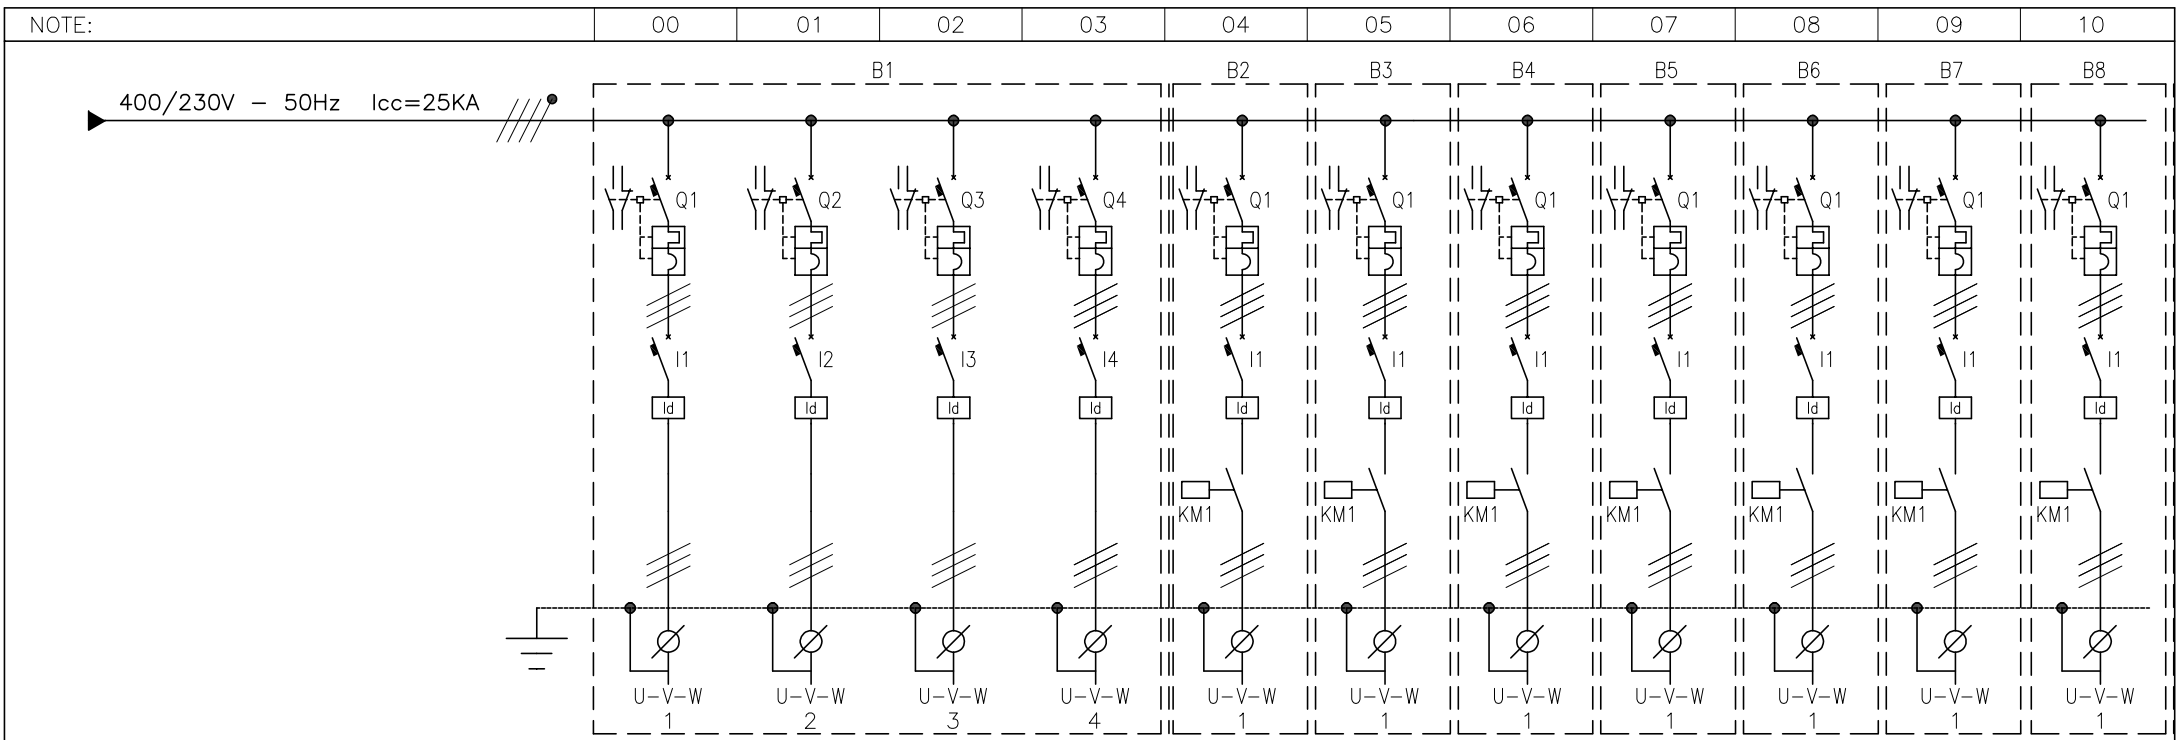 NOTE: 00 01 02 03 04 05 06 07 08 09 10
B1 B2 B3 B4 B5 B6 B7 B8
400/230V - 50Hz Icc=25KA
Q1 Q2 Q3 Q4 Q1 Q1 Q1 Q1 Q1 Q1 Q1
I1 I2 I3 I4 I1 I1 I1 I1 I1 I1 I1
Id Id Id Id Id Id Id Id Id Id Id
KM1 KM1 KM1 KM1 KM1 KM1 KM1
U-V-W U-V-W U-V-W U-V-W U-V-W U-V-W U-V-W U-V-W U-V-W U-V-W U-V-W
1 2 3 4 1 1 1 1 1 1 1